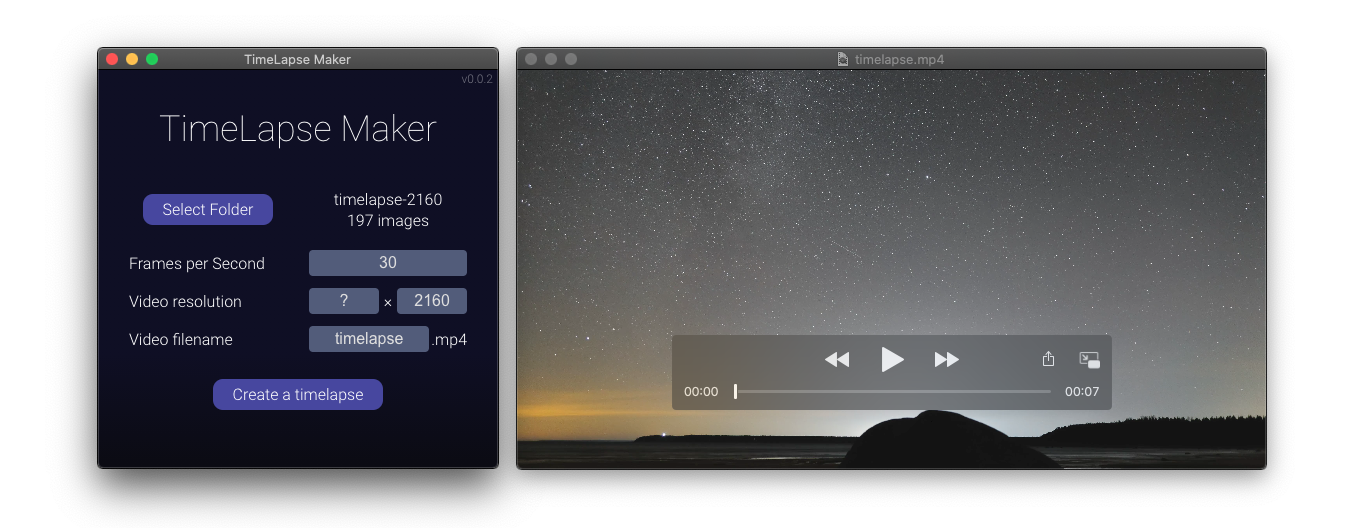 TimeLapse Maker
v0.0.2
TimeLapse Maker
Select Folder
timelapse-2160
197 images
Frames per Second
30
Video resolution
? × 2160
Video filename
timelapse .mp4
Create a timelapse
timelapse.mp4
00:00
00:07